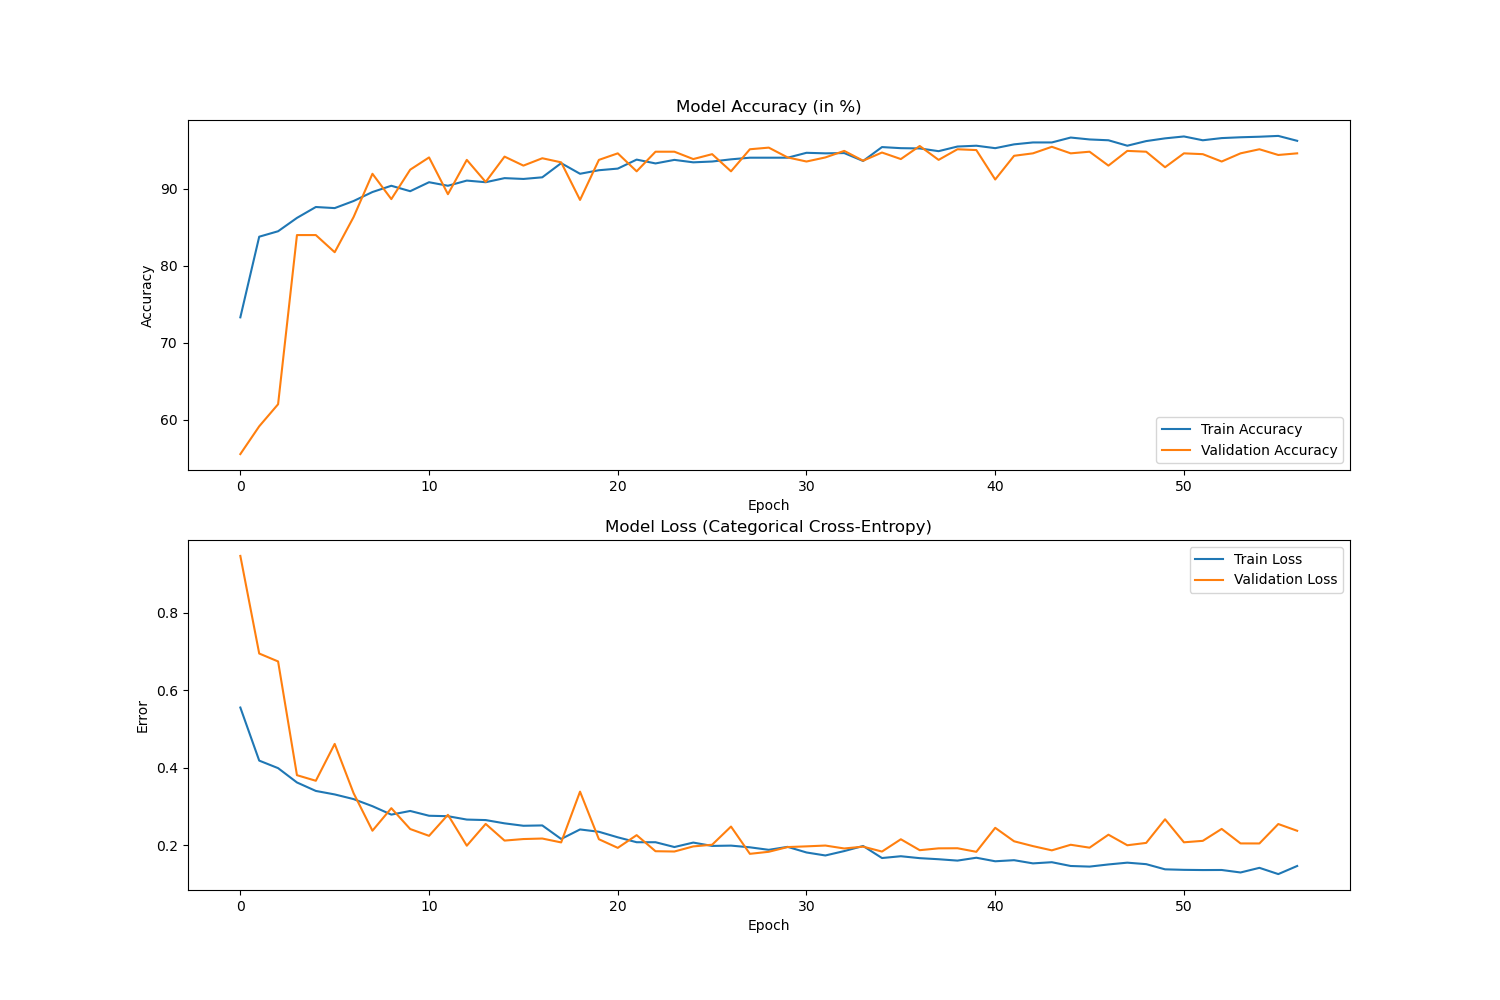 Model Accuracy (in %)
Accuracy
90
80
70
60
Train Accuracy
Validation Accuracy
0 10 20 30 40 50
Epoch
Model Loss (Categorical Cross-Entropy)
Error
Train Loss
Validation Loss
0.8
0.6
0.4
0.2
0 10 20 30 40 50
Epoch